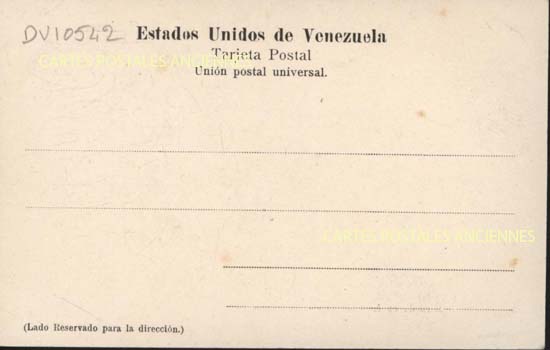 DV10542
Estados Unidos de Venezuela
Tarjeta Postal
CARTES POSTALES ANCIENNES
Unión postal universal.
CARTES POSTALES ANCIENNES
(Lado Reservado para la dirección.)